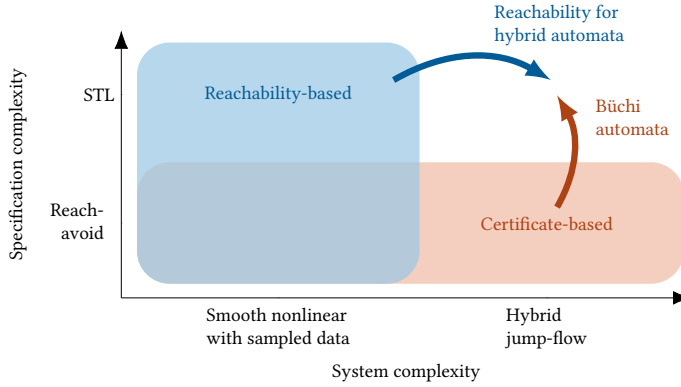 Reachability for
hybrid automata
Specification complexity
STL
Reachability-based
Büchi
automata
Reach-
avoid
Certificate-based
Smooth nonlinear
with sampled data
Hybrid
jump-flow
System complexity